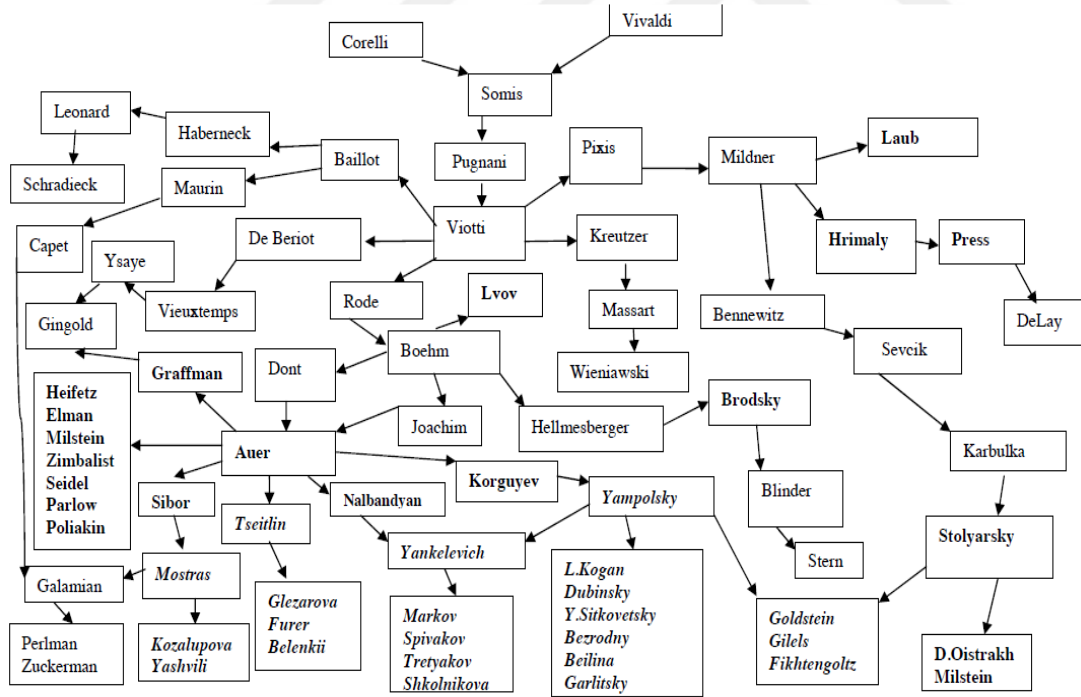 Vivaldi
Corelli
Somis
Leonard
Haberneck
Pixis
Mildner
Laub
Baillot
Pugnani
Schradieck
Maurin
De Beriot
Viotti
Kreutzer
Hrimaly
Press
Capet
Ysaye
Lvov
Rode
Massart
Bennewitz
DeLay
Gingold
Vieuxtemps
Boehm
Sevcik
Graffman
Dont
Wieniawski
Heifetz
Elman
Milstein
Zimbalist
Seidel
Parlow
Poliakin
Brodsky
Joachim
Hellmesberger
Auer
Karbulka
Korguyev
Sibor
Nalbandyan
Yampolsky
Blinder
Tseitlin
Stolyarsky
Yankelevich
Stern
Mostras
Galamian
L.Kogan
Dubinsky
Y.Sitkovetsky
Bezrodny
Beilina
Garlitsky
Glezarova
Furer
Belenkii
Markov
Spivakov
Tretyakov
Shkolnikova
Goldstein
Gilels
Fikhtengoltz
Perlman
Zuckerman
Kozalupova
Yashvili
D.Oistrakh
Milstein